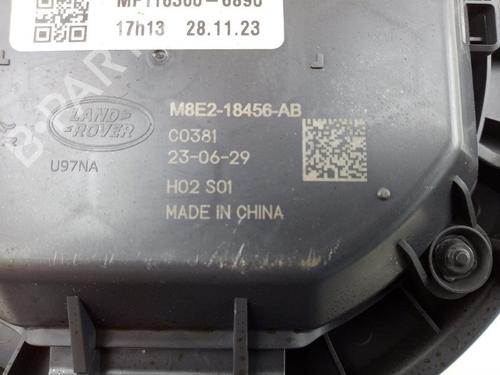 17h13 28.11.23
LAND
ROVER
U97NA
M8E2-18456-AB
C0381
23-06-29
H02 S01
MADE IN CHINA
B-PARTS